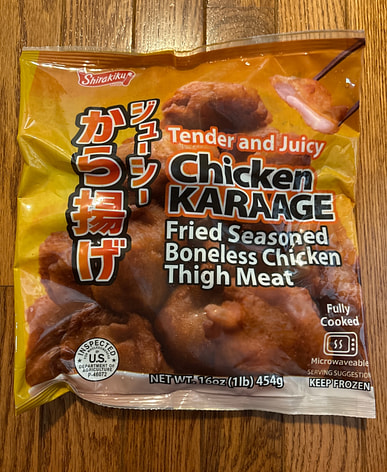 Shirakiku
ジューシー
から揚げ
Tender and Juicy
Chicken
KARAAGE
Fried Seasoned
Boneless Chicken
Thigh Meat
Fully
Cooked
Microwaveable
SERVING SUGGESTION
KEEP FROZEN
INSPECTED
U.S.
DEPARTMENT OF
AGRICULTURE
P-46072
NET WT. 16oz (1lb) 454g